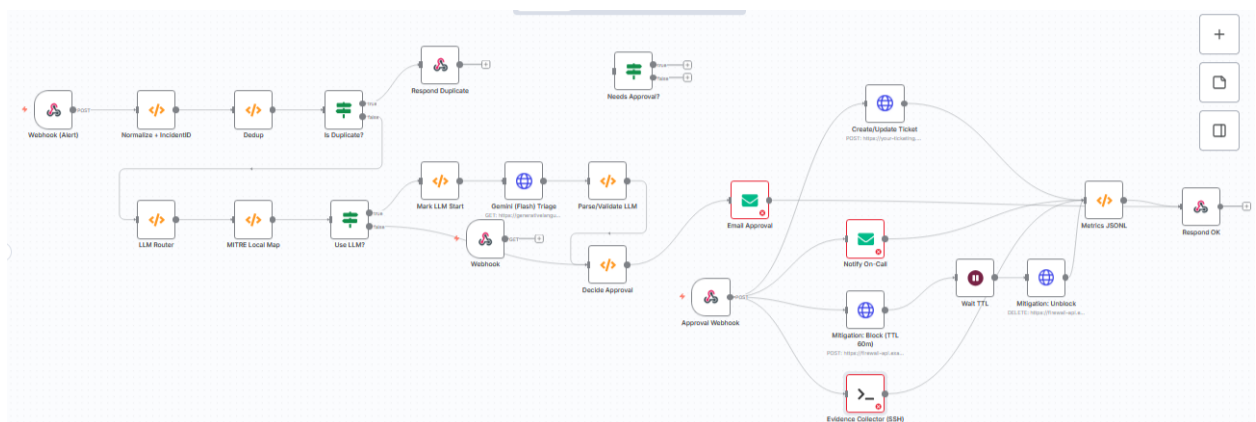 Respond Duplicate
true
false
Needs Approval?
POST
Webhook (Alert)
Normalize + IncidentID
Dedup
true
false
Is Duplicate?
Create/Update Ticket
POST: https://your-ticketing....
Mark LLM Start
Gemini (Flash) Triage
GET: https://generativelangu...
Parse/Validate LLM
LLM Router
MITRE Local Map
true
false
Use LLM?
GET
Webhook
Decide Approval
Email Approval
Notify On-Call
Metrics JSONL
Respond OK
POST
Approval Webhook
Mitigation: Block (TTL
60m)
POST: https://firewall-api.exa...
Wait TTL
Mitigation: Unblock
DELETE: https://firewall-api.e...
Evidence Collector (SSH)